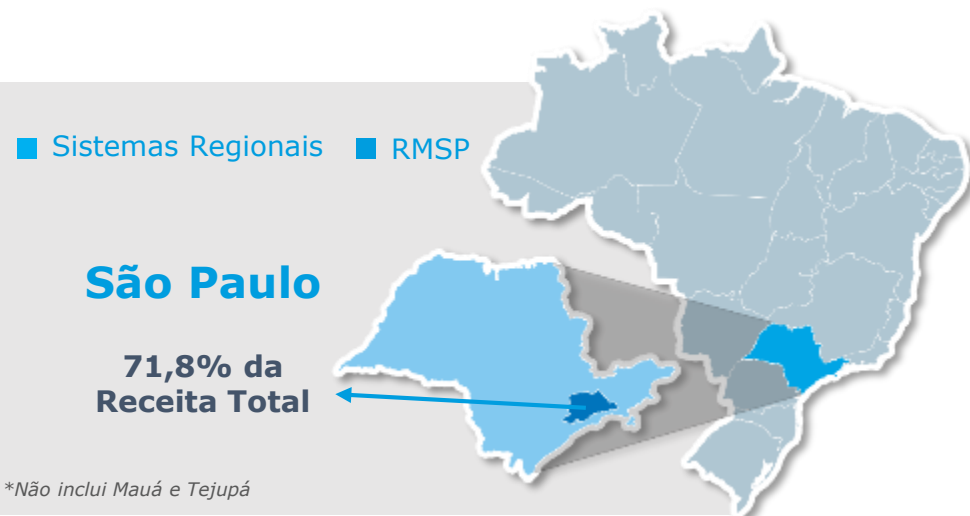 Sistemas Regionais RMSP
São Paulo
71,8% da
Receita Total
*Não inclui Mauá e Tejupá